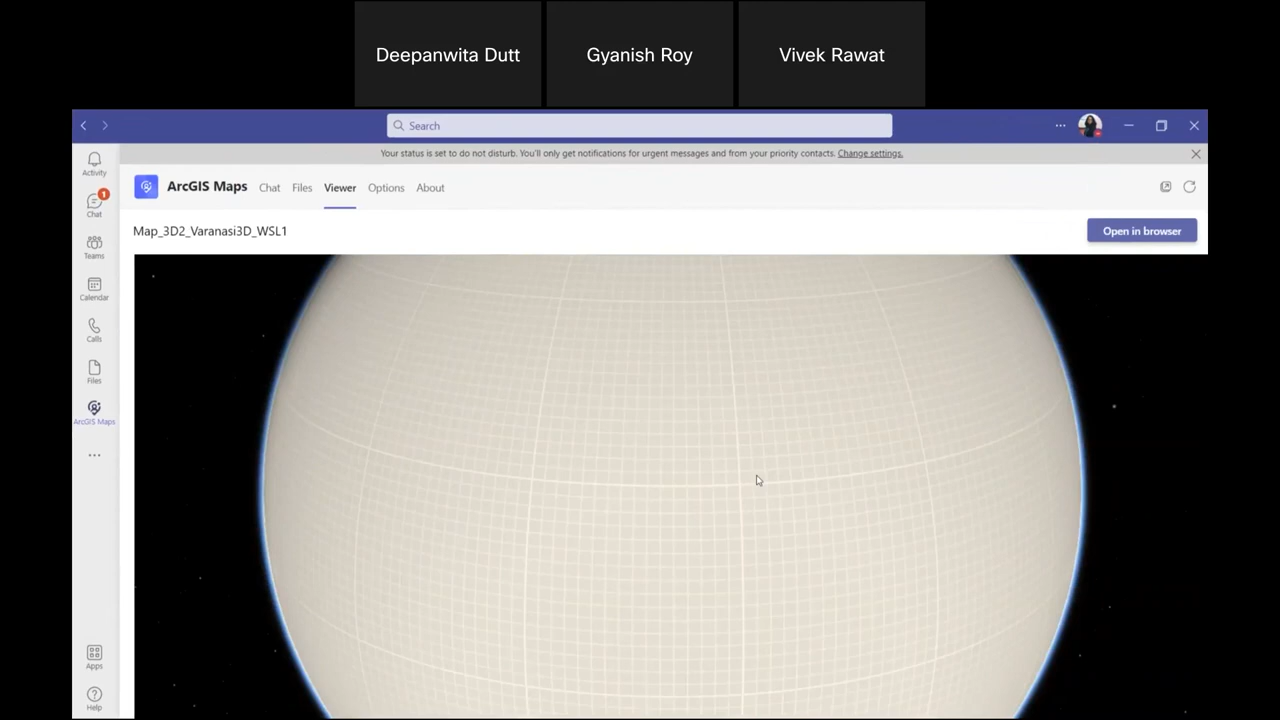 Deepanwita Dutt
Gyanish Roy
Vivek Rawat
Search
Your status is set to do not disturb. You'll only get notifications for urgent messages and from your priority contacts. Change settings.
Activity
ArcGIS Maps Chat Files Viewer Options About
1
Chat
Map_3D2_Varanasi3D_WSL1
Open in browser
Teams
Calendar
Calls
Files
ArcGIS Maps
Apps
Help